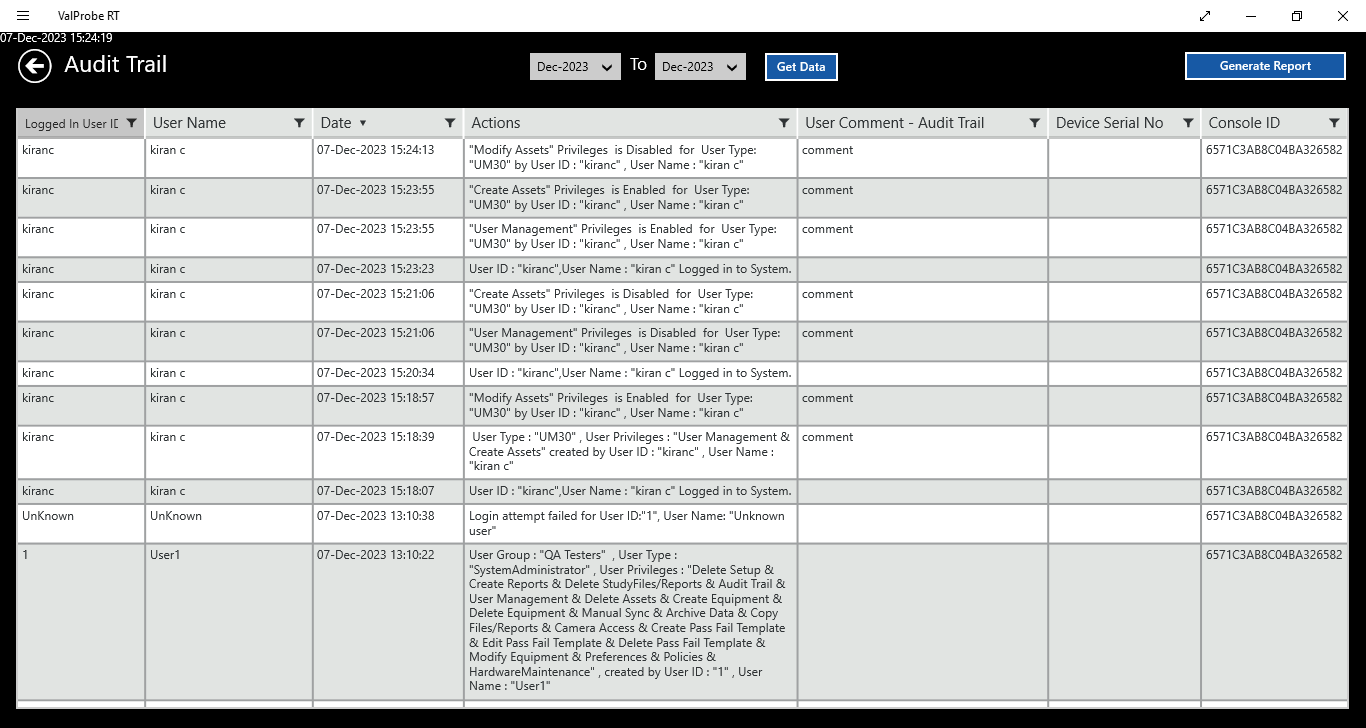 ValProbe RT
07-Dec-2023 15:24:19
Audit Trail
Dec-2023 To Dec-2023 Get Data Generate Report
Logged In User ID User Name Date Actions User Comment - Audit Trail Device Serial No Console ID
kiranc kiran c 07-Dec-2023 15:24:13 "Modify Assets" Privileges is Disabled for User Type: comment 6571C3AB8C04BA326582
"UM30" by User ID : "kiranc" , User Name : "kiran c"
kiranc kiran c 07-Dec-2023 15:23:55 "Create Assets" Privileges is Enabled for User Type: comment 6571C3AB8C04BA326582
"UM30" by User ID : "kiranc" , User Name : "kiran c"
kiranc kiran c 07-Dec-2023 15:23:55 "User Management" Privileges is Enabled for User Type: comment 6571C3AB8C04BA326582
"UM30" by User ID : "kiranc" , User Name : "kiran c"
kiranc kiran c 07-Dec-2023 15:23:23 User ID : "kiranc",User Name : "kiran c" Logged in to System. 6571C3AB8C04BA326582
kiranc kiran c 07-Dec-2023 15:21:06 "Create Assets" Privileges is Disabled for User Type: comment 6571C3AB8C04BA326582
"UM30" by User ID : "kiranc" , User Name : "kiran c"
kiranc kiran c 07-Dec-2023 15:21:06 "User Management" Privileges is Disabled for User Type: comment 6571C3AB8C04BA326582
"UM30" by User ID : "kiranc" , User Name : "kiran c"
kiranc kiran c 07-Dec-2023 15:20:34 User ID : "kiranc",User Name : "kiran c" Logged in to System. 6571C3AB8C04BA326582
kiranc kiran c 07-Dec-2023 15:18:57 "Modify Assets" Privileges is Enabled for User Type: comment 6571C3AB8C04BA326582
"UM30" by User ID : "kiranc" , User Name : "kiran c"
kiranc kiran c 07-Dec-2023 15:18:39 User Type : "UM30" , User Privileges : "User Management & comment 6571C3AB8C04BA326582
Create Assets" created by User ID : "kiranc" , User Name :
"kiran c"
kiranc kiran c 07-Dec-2023 15:18:07 User ID : "kiranc",User Name : "kiran c" Logged in to System. 6571C3AB8C04BA326582
UnKnown UnKnown 07-Dec-2023 13:10:38 Login attempt failed for User ID:"1", User Name: "Unknown 6571C3AB8C04BA326582
user"
1 User1 07-Dec-2023 13:10:22 User Group : "QA Testers" , User Type : 6571C3AB8C04BA326582
"SystemAdministrator" , User Privileges : "Delete Setup &
Create Reports & Delete StudyFiles/Reports & Audit Trail &
User Management & Delete Assets & Create Equipment &
Delete Equipment & Manual Sync & Archive Data & Copy
Files/Reports & Camera Access & Create Pass Fail Template
& Edit Pass Fail Template & Delete Pass Fail Template &
Modify Equipment & Preferences & Policies &
HardwareMaintenance" , created by User ID : "1" , User
Name : "User1"